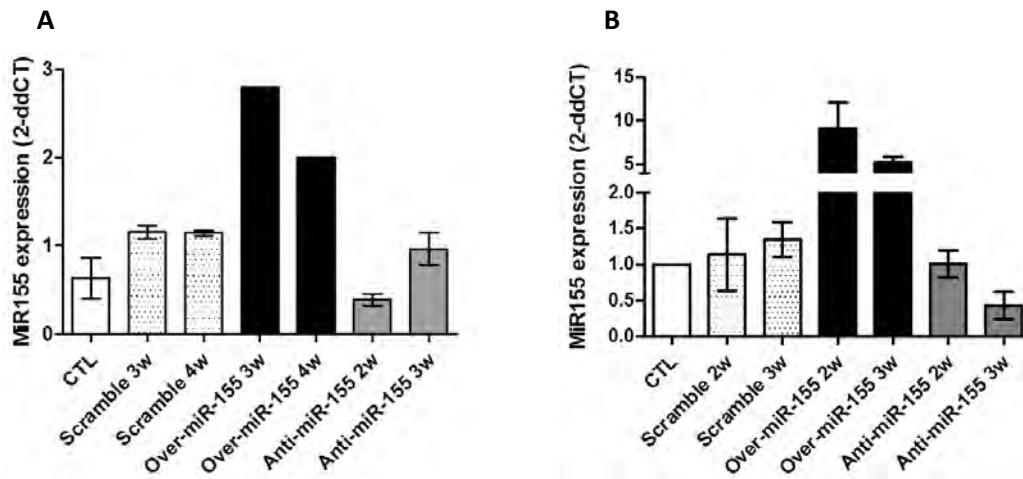 A
MiR155 expression (2-ddCT)
3
2
1
0
CTL
Scramble 3w
Scramble 4w
Over-miR-155 3w
Over-miR-155 4w
Anti-miR-155 2w
Anti-miR-155 3w
B
MiR155 expression (2-ddCT)
15
10
5
2.0
1.5
1.0
0.5
0.0
CTL
Scramble 2w
Scramble 3w
Over-miR-155 2w
Over-miR-155 3w
Anti-miR-155 2w
Anti-miR-155 3w